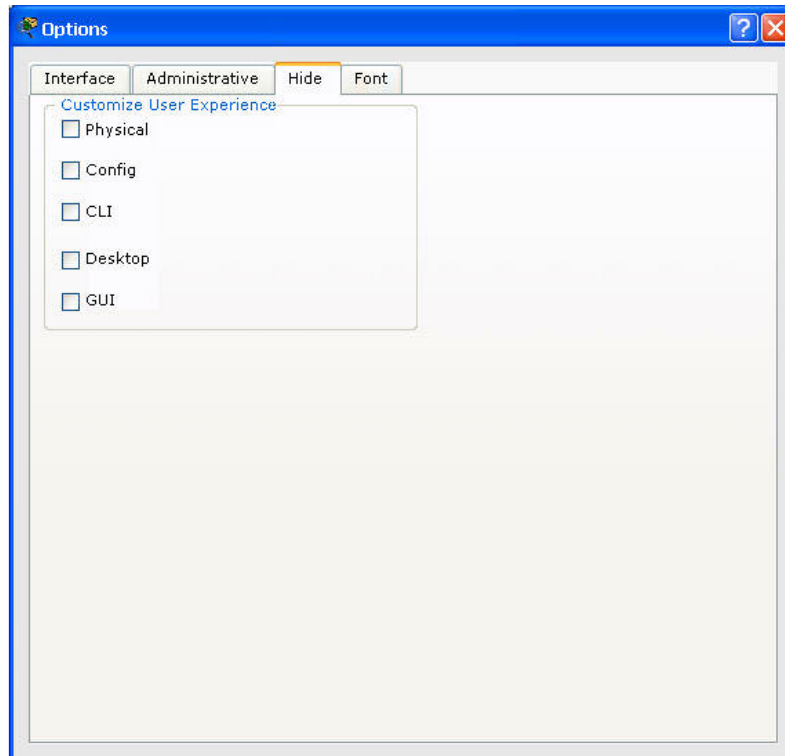 Options
Interface Administrative Hide Font
Customize User Experience
Physical
Config
CLI
Desktop
GUI